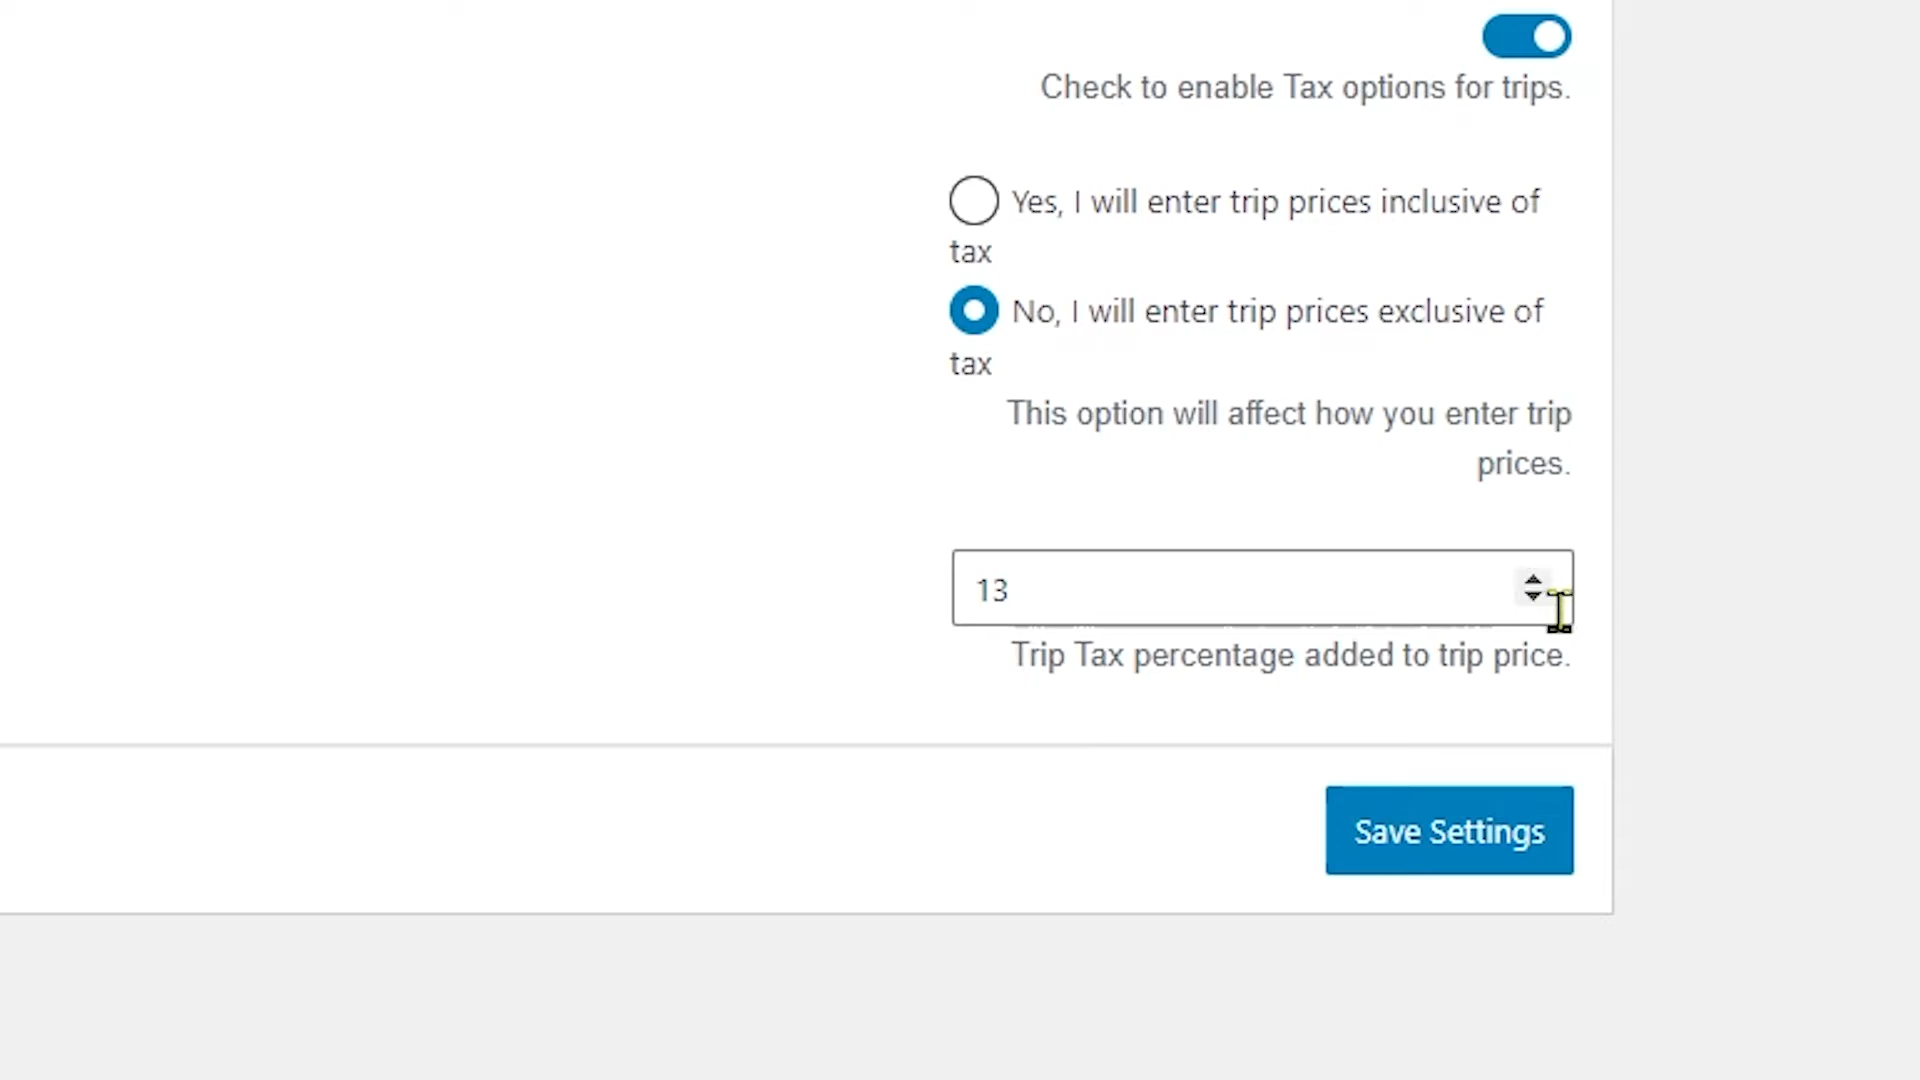 Check to enable Tax options for trips.
Yes, I will enter trip prices inclusive of
tax
No, I will enter trip prices exclusive of
tax
This option will affect how you enter trip
prices.
13
Trip Tax percentage added to trip price.
Save Settings